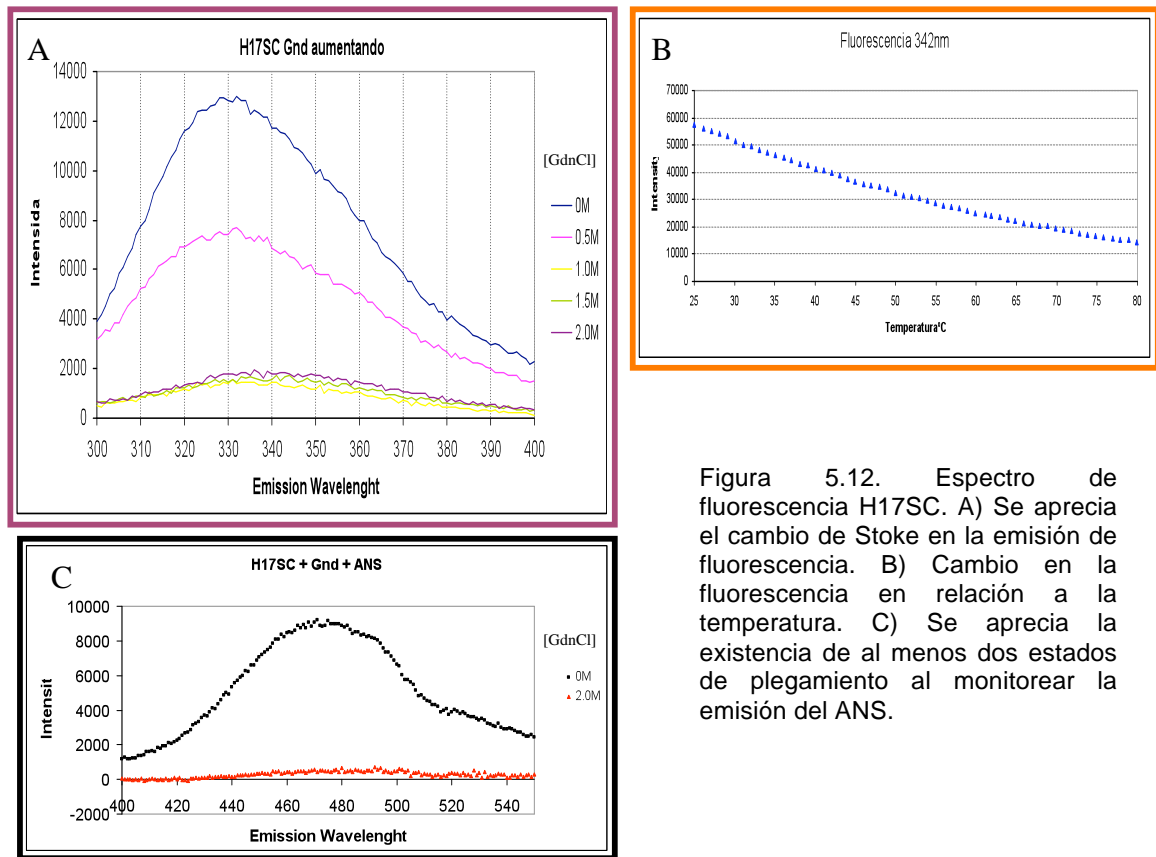 A
H17SC Gnd aumentando
14000
12000
10000
8000
6000
4000
2000
0
Intensida
300 310 320 330 340 350 360 370 380 390 400
Emission Wavelenght
[GdnCl]
0M
0.5M
1.0M
1.5M
2.0M
B
Fluorescencia 342nm
70000
60000
50000
40000
30000
20000
10000
0
Intensity
25 30 35 40 45 50 55 60 65 70 75 80
Temperatura°C
C
H17SC + Gnd + ANS
10000
8000
6000
4000
2000
0
-2000
Intensit
400 420 440 460 480 500 520 540
Emission Wavelenght
[GdnCl]
0M
2.0M
Figura 5.12. Espectro de
fluorescencia H17SC. A) Se aprecia
el cambio de Stoke en la emisión de
fluorescencia. B) Cambio en la
fluorescencia en relación a la
temperatura. C) Se aprecia la
existencia de al menos dos estados
de plegamiento al monitorear la
emisión del ANS.